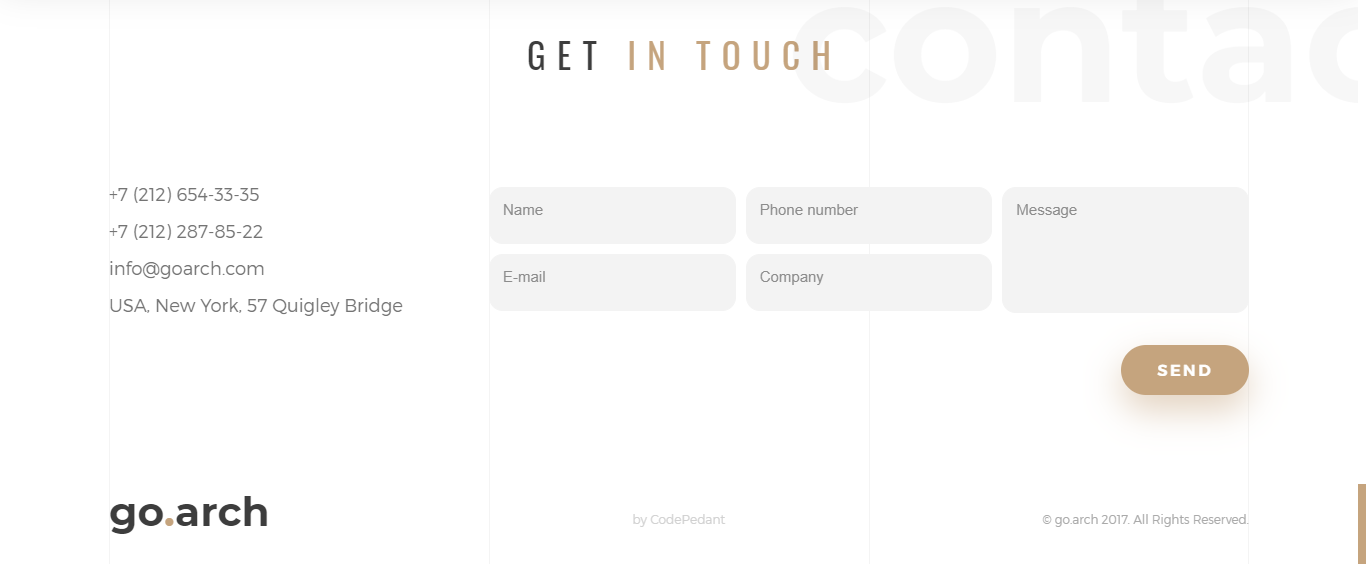 contac
GET IN TOUCH
+7 (212) 654-33-35
+7 (212) 287-85-22
info@goarch.com
USA, New York, 57 Quigley Bridge
Name
Phone number
Message
E-mail
Company
SEND
go.arch
by CodePedant
© go.arch 2017. All Rights Reserved.